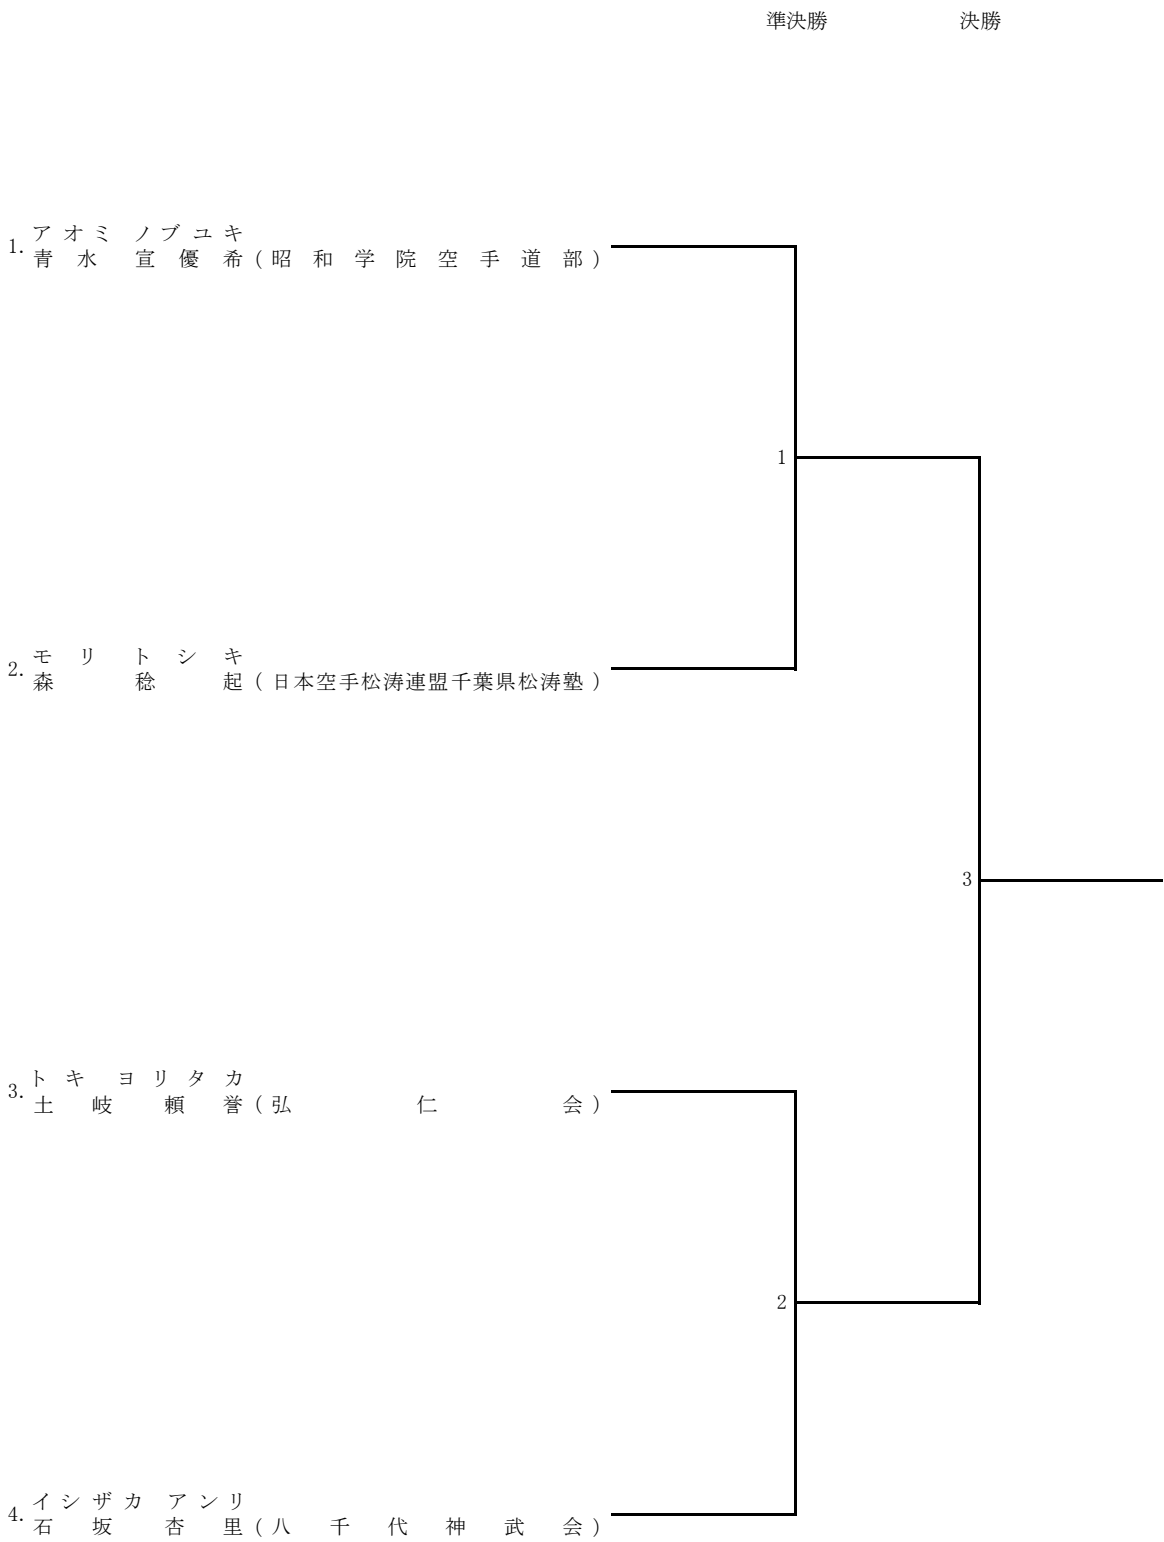 準決勝 決勝
アオミ ノブユキ
1. 青水 宣優希 (昭和学院空手道部)
1
モリ トシキ
2. 森 稔起 (日本空手松涛連盟千葉県松涛塾)
3
トキ ヨリタカ
3. 土岐 頼誉 (弘仁会)
2
イシザカ アンリ
4. 石坂 杏里 (八千代神武会)